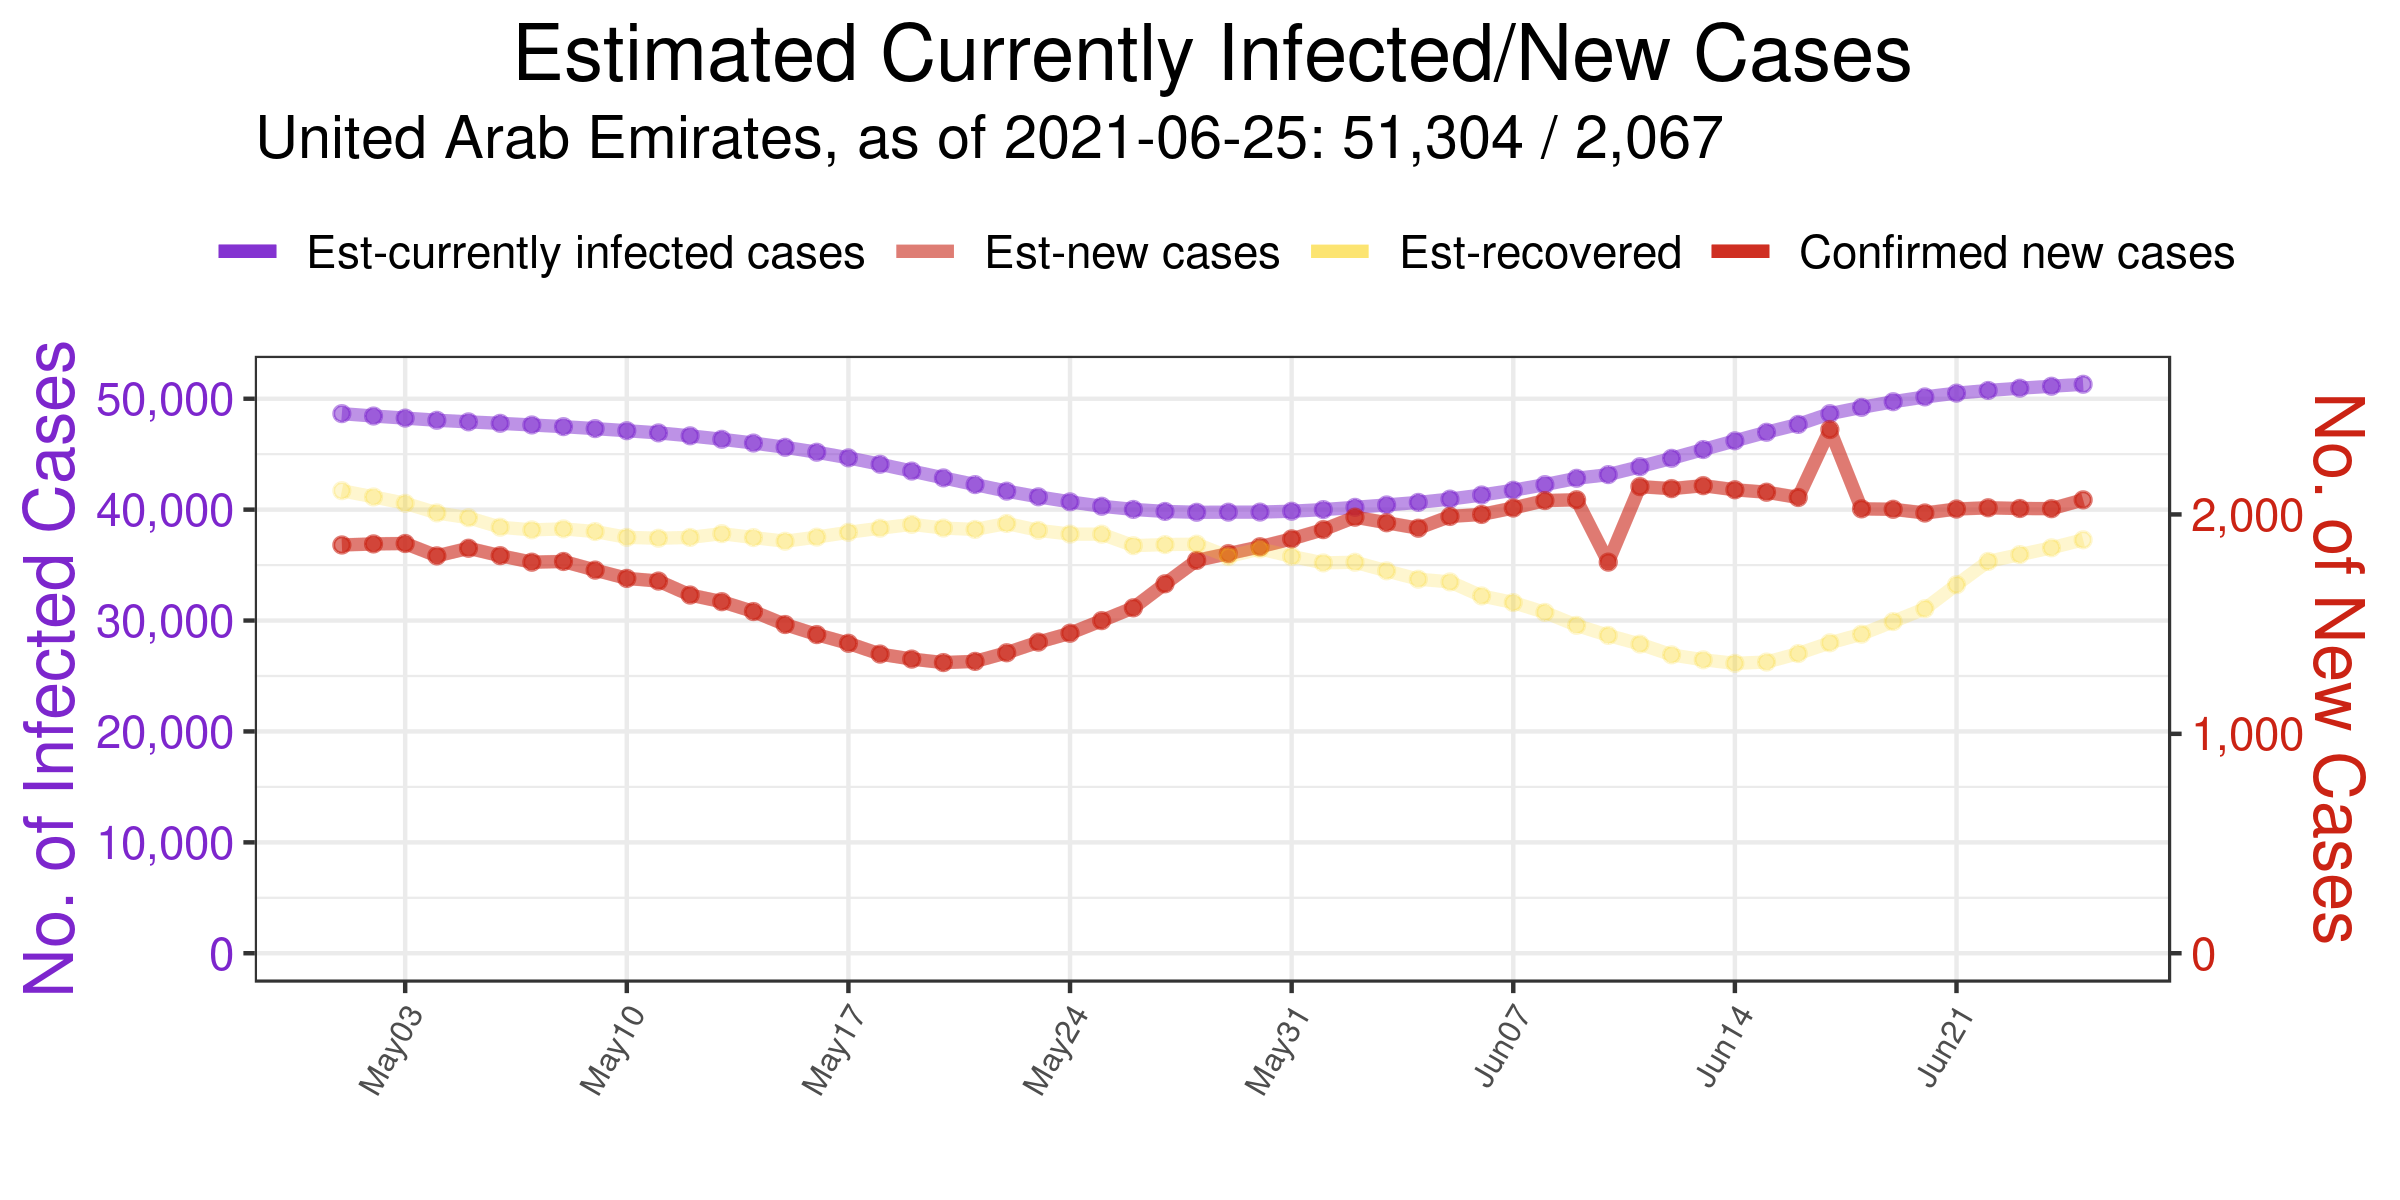 Estimated Currently Infected/New Cases
United Arab Emirates, as of 2021-06-25: 51,304 / 2,067
Est-currently infected cases
Est-new cases
Est-recovered
Confirmed new cases
No. of Infected Cases
50,000
40,000
30,000
20,000
10,000
0
2,000
1,000
0
No. of New Cases
May03
May10
May17
May24
May31
Jun07
Jun14
Jun21